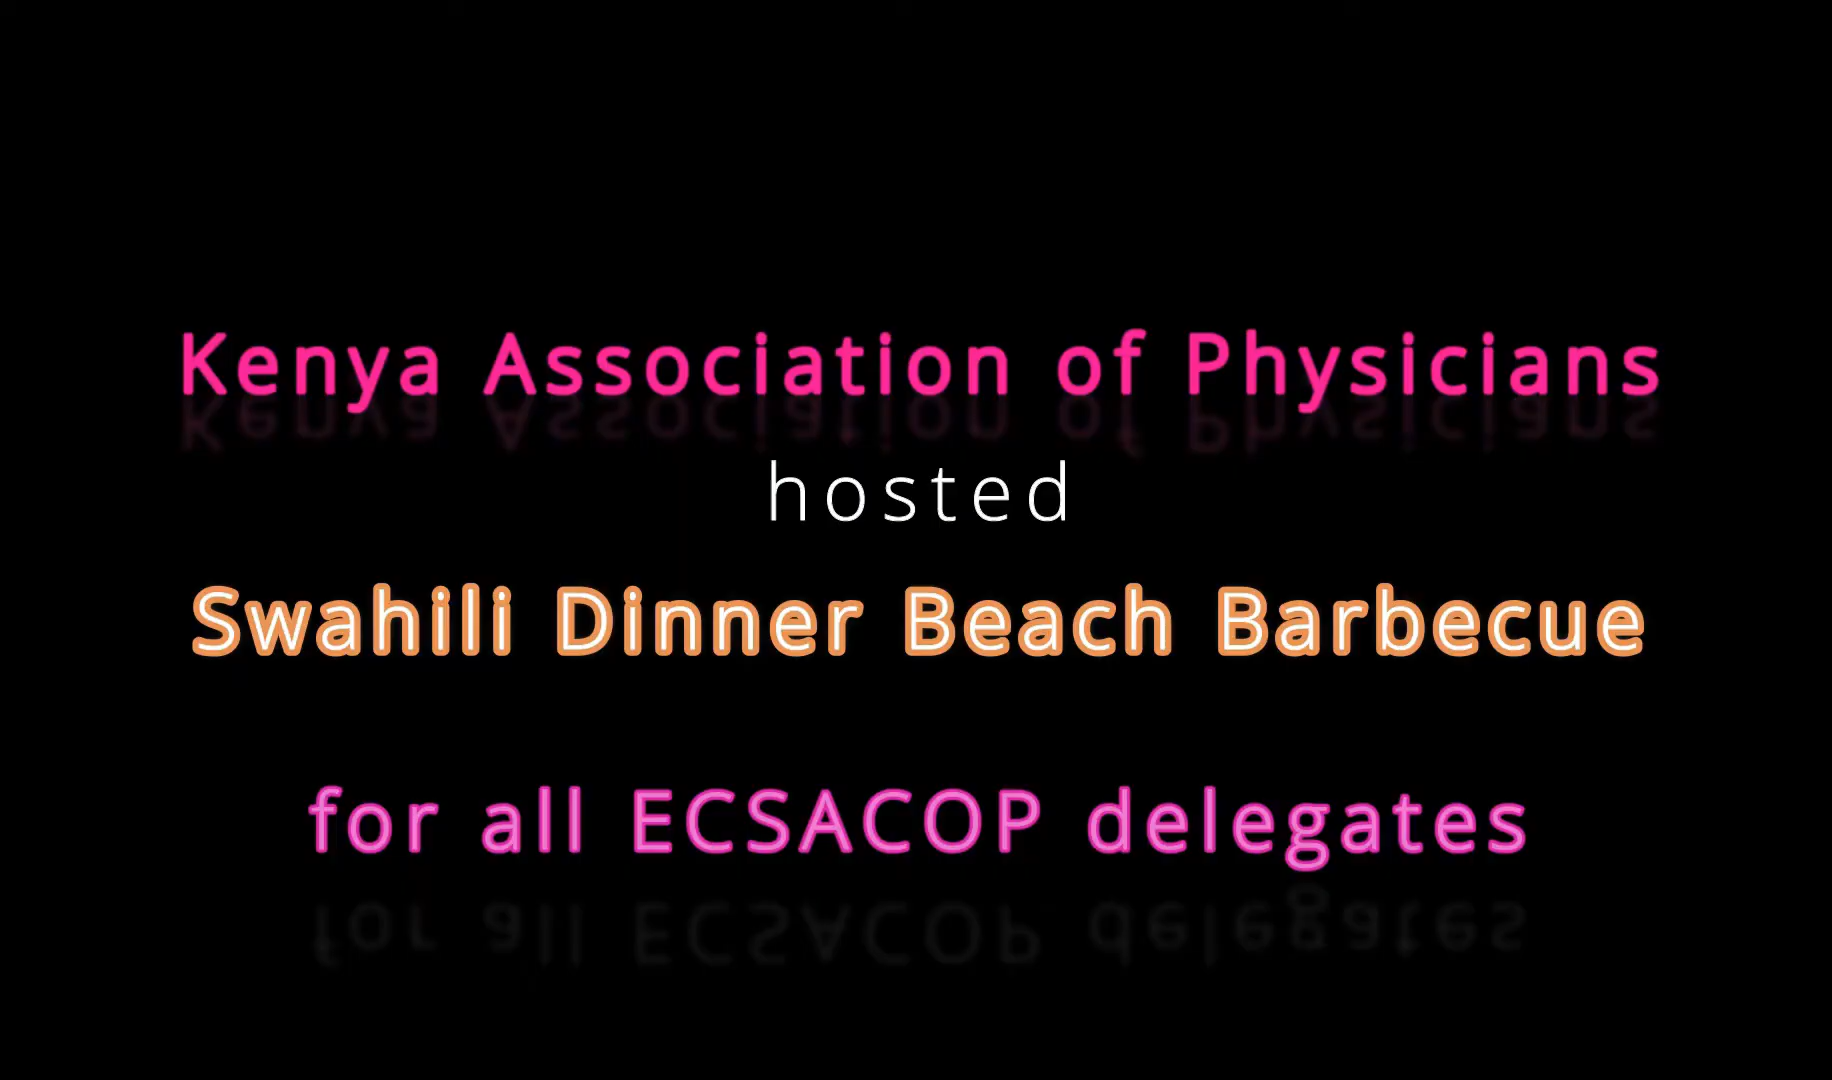 Kenya Association of Physicians
hosted
Swahili Dinner Beach Barbecue
for all ECSACOP delegates